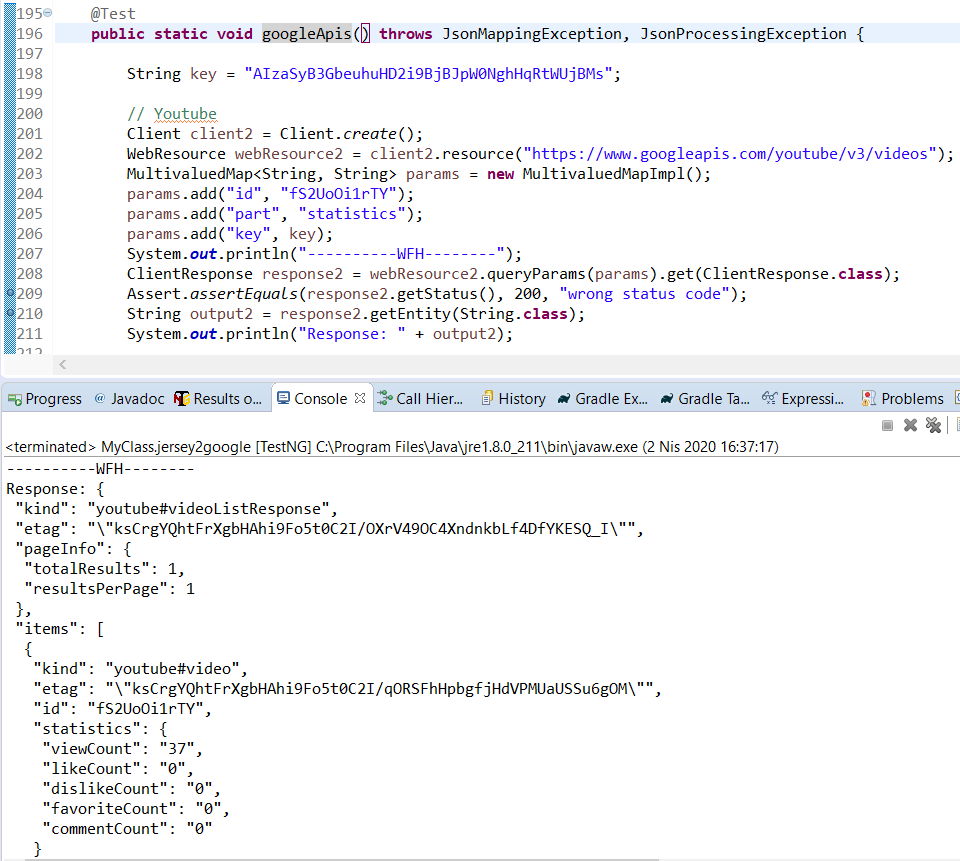 195 @Test
196 public static void googleApis() throws JsonMappingException, JsonProcessingException {
197
198 String key = "AIzaSyB3GbeuhuHD2i9BjBJpW0NghHqRtWUjBMs";
199
200 // Youtube
201 Client client2 = Client.create();
202 WebResource webResource2 = client2.resource("https://www.googleapis.com/youtube/v3/videos");
203 MultivaluedMap<String, String> params = new MultivaluedMapImpl();
204 params.add("id", "fS2UoOi1rTY");
205 params.add("part", "statistics");
206 params.add("key", key);
207 System.out.println("----------WFH--------");
208 ClientResponse response2 = webResource2.queryParams(params).get(ClientResponse.class);
209 Assert.assertEquals(response2.getStatus(), 200, "wrong status code");
210 String output2 = response2.getEntity(String.class);
211 System.out.println("Response: " + output2);
212
Progress @ Javadoc Results o... Console Call Hier... History Gradle Ex... Gradle Ta... Expressi... Problems
<terminated> MyClass.jersey2google [TestNG] C:\Program Files\Java\jre1.8.0_211\bin\javaw.exe (2 Nis 2020 16:37:17)
----------WFH--------
Response: {
"kind": "youtube#videoListResponse",
"etag": "\"ksCrgYQhtFrXgbHAhi9Fo5t0C2I/OXrV49OC4XndnkbLf4DfYKESQ_I\"",
"pageInfo": {
"totalResults": 1,
"resultsPerPage": 1
},
"items": [
{
"kind": "youtube#video",
"etag": "\"ksCrgYQhtFrXgbHAhi9Fo5t0C2I/qORSFhHpbgfjHdVPMUaUSSu6gOM\"",
"id": "fS2UoOi1rTY",
"statistics": {
"viewCount": "37",
"likeCount": "0",
"dislikeCount": "0",
"favoriteCount": "0",
"commentCount": "0"
}